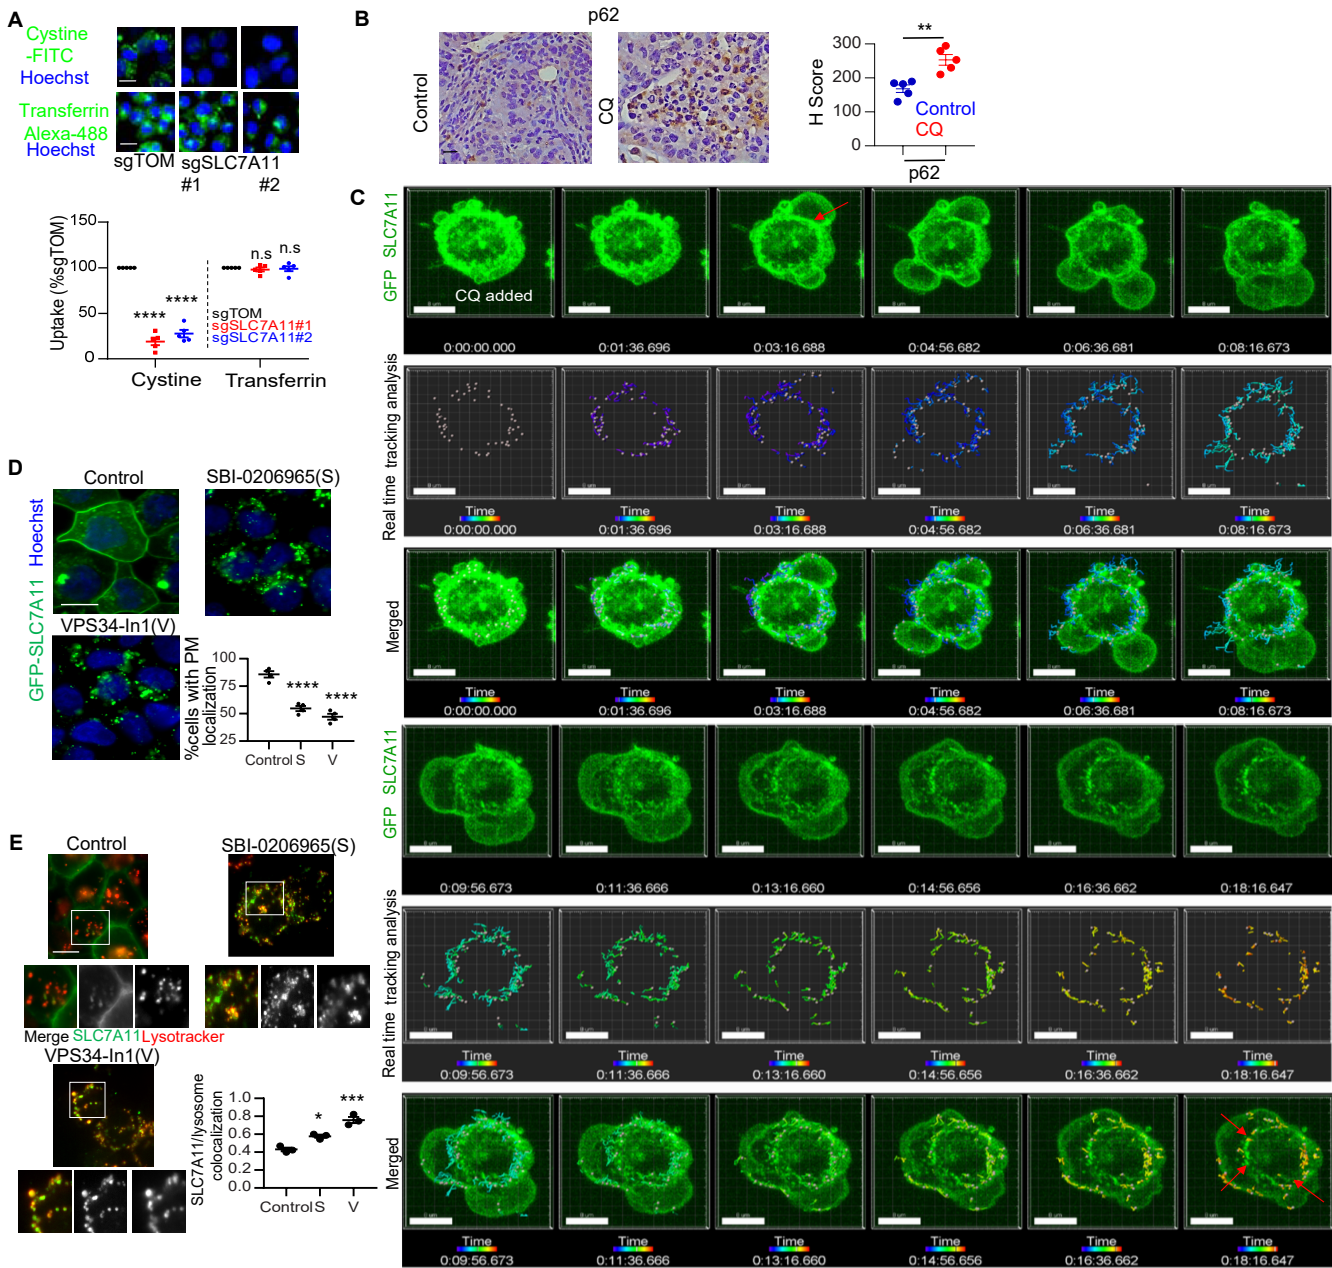 A
Cystine
-FITC
Hoechst
Transferrin
Alexa-488
Hoechst
sgTOM sgSLC7A11
#1 #2
Uptake (%sgTOM)
150
100
50
0
****
****
n.s
n.s
sgTOM
sgSLC7A11#1
sgSLC7A11#2
Cystine Transferrin
B
p62
Control
CQ
H Score
300
200
100
0
**
Control
CQ
p62
C
GFP SLC7A11
CQ added
0:00:00.000 0:01:36.696 0:03:16.688 0:04:56.682 0:06:36.681 0:08:16.673
Real time tracking analysis
Time Time Time Time Time Time
0:00:00.000 0:01:36.696 0:03:16.688 0:04:56.682 0:06:36.681 0:08:16.673
Merged
Time Time Time Time Time Time
0:00:00.000 0:01:36.696 0:03:16.688 0:04:56.682 0:06:36.681 0:08:16.673
GFP SLC7A11
0:09:56.673 0:11:36.666 0:13:16.660 0:14:56.656 0:16:36.662 0:18:16.647
Real time tracking analysis
Time Time Time Time Time Time
0:09:56.673 0:11:36.666 0:13:16.660 0:14:56.656 0:16:36.662 0:18:16.647
Merged
Time Time Time Time Time Time
0:09:56.673 0:11:36.666 0:13:16.660 0:14:56.656 0:16:36.662 0:18:16.647
D
GFP-SLC7A11 Hoechst
Control
SBI-0206965(S)
VPS34-In1(V)
%cells with PM
localization
100
75
50
25
****
****
Control S V
E
Control
SBI-0206965(S)
Merge SLC7A11 Lysotracker
VPS34-In1(V)
SLC7A11/lysosome
colocalization
1.0
0.8
0.6
0.4
0.2
0.0
*
***
Control S V